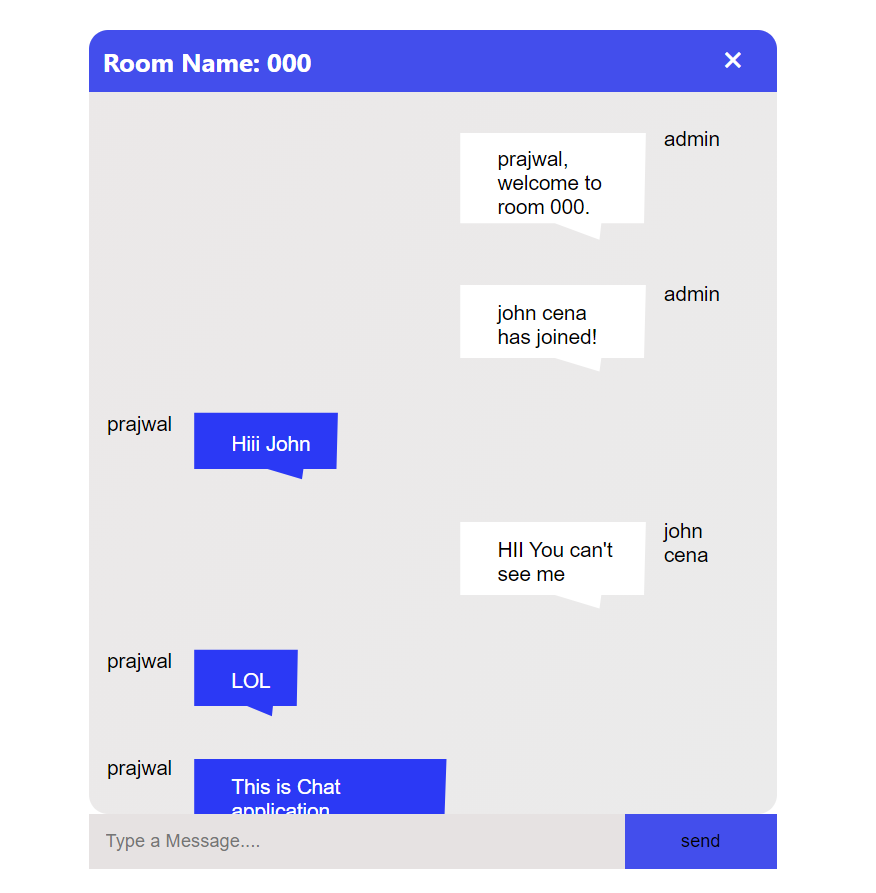 Room Name: 000
admin
prajwal,
welcome to
room 000.
admin
john cena
has joined!
prajwal
Hiii John
john
cena
HII You can't
see me
prajwal
LOL
prajwal
This is Chat
application
Type a Message....
send